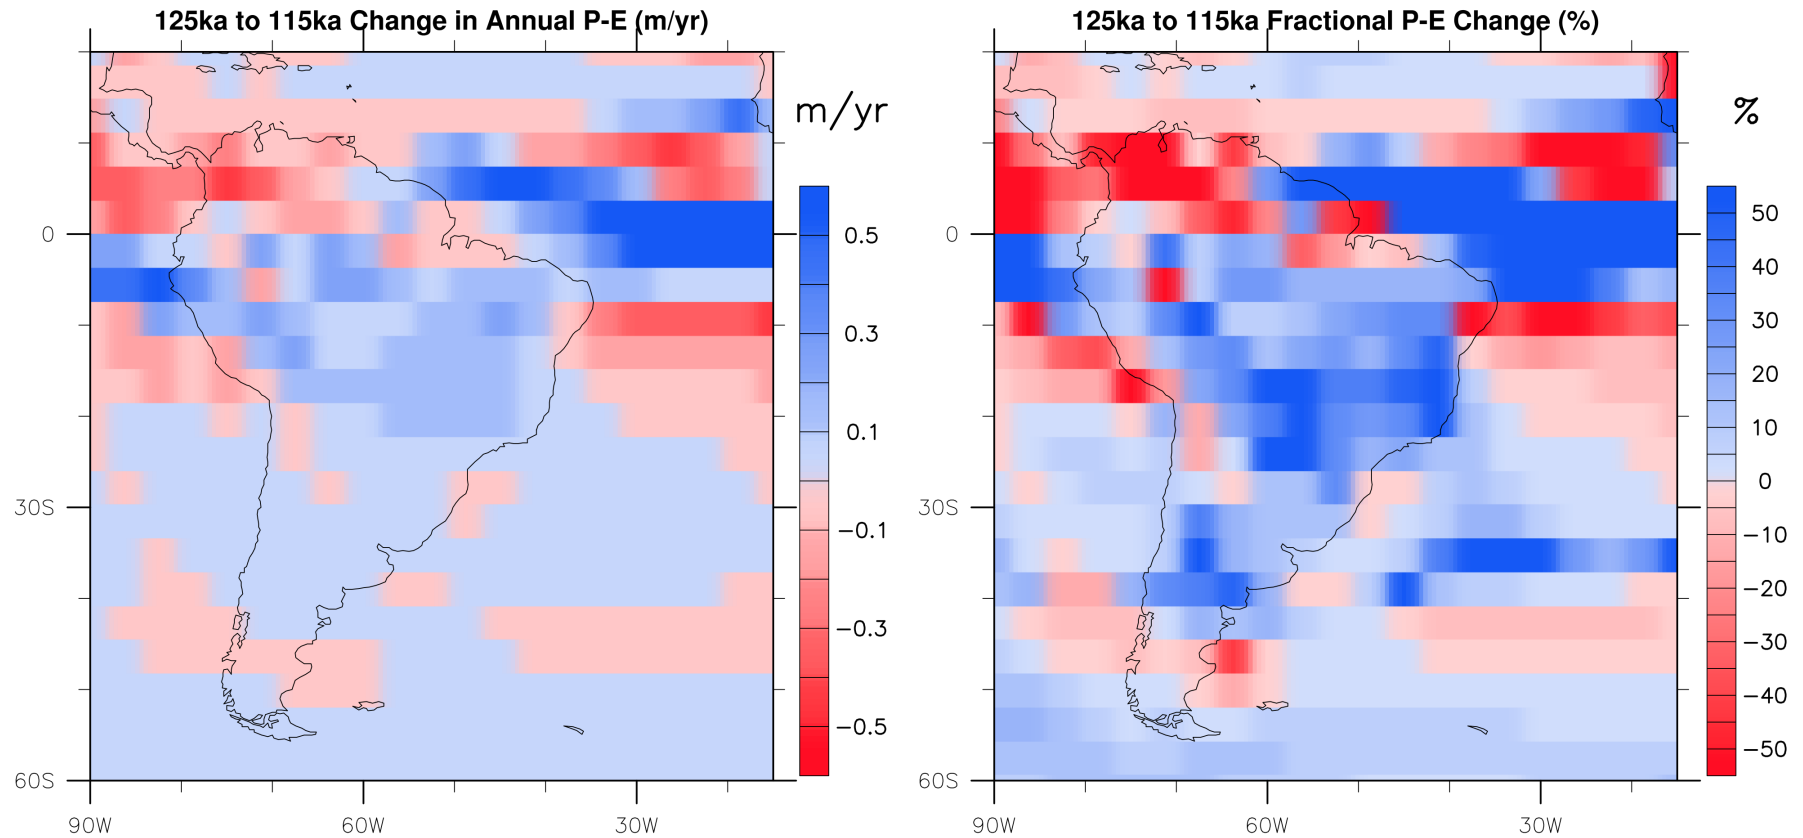 125ka to 115ka Change in Annual P-E (m/yr)
0
30S
60S
90W
60W
30W
m/yr
0.5
0.3
0.1
−0.1
−0.3
−0.5
125ka to 115ka Fractional P-E Change (%)
0
30S
60S
90W
60W
30W
%
50
40
30
20
10
0
−10
−20
−30
−40
−50